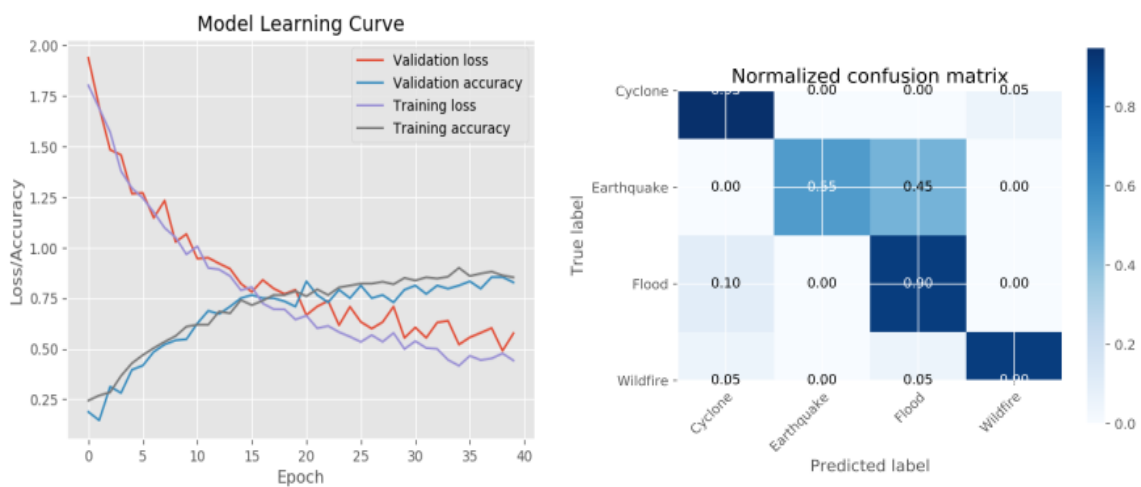 Model Learning Curve
Validation loss
Validation accuracy
Training loss
Training accuracy
2.00
1.75
1.50
1.25
1.00
0.75
0.50
0.25
Loss/Accuracy
0 5 10 15 20 25 30 35 40
Epoch
Normalized confusion matrix
Cyclone 0.00 0.00 0.05
Earthquake 0.00 0.55 0.45 0.00
Flood 0.10 0.00 0.90 0.00
Wildfire 0.05 0.00 0.05 0.90
True label
Cyclone Earthquake Flood Wildfire
Predicted label
0.8
0.6
0.4
0.2
0.0